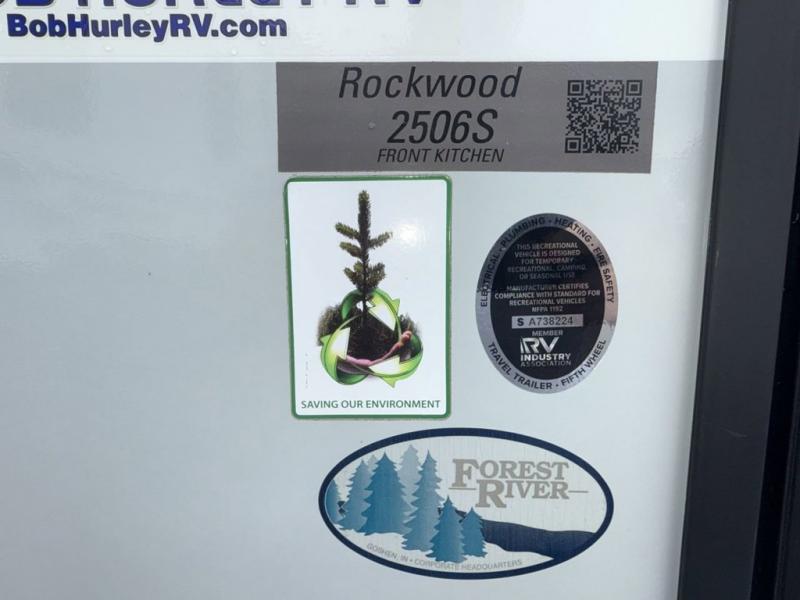 BobHurleyRV.com
Rockwood
2506S
FRONT KITCHEN
SAVING OUR ENVIRONMENT
ELECTRICAL · PLUMBING · HEATING · FIRE SAFETY
THIS RECREATIONAL
VEHICLE IS DESIGNED
FOR TEMPORARY
RECREATIONAL, CAMPING,
OR SEASONAL USE
MANUFACTURER CERTIFIES
COMPLIANCE WITH STANDARD FOR
RECREATIONAL VEHICLES
NFPA 1192
S A738224
MEMBER
RV
INDUSTRY
ASSOCIATION
TRAVEL TRAILER - FIFTH WHEEL
FOREST
RIVER
GOSHEN, IN • CORPORATE HEADQUARTERS